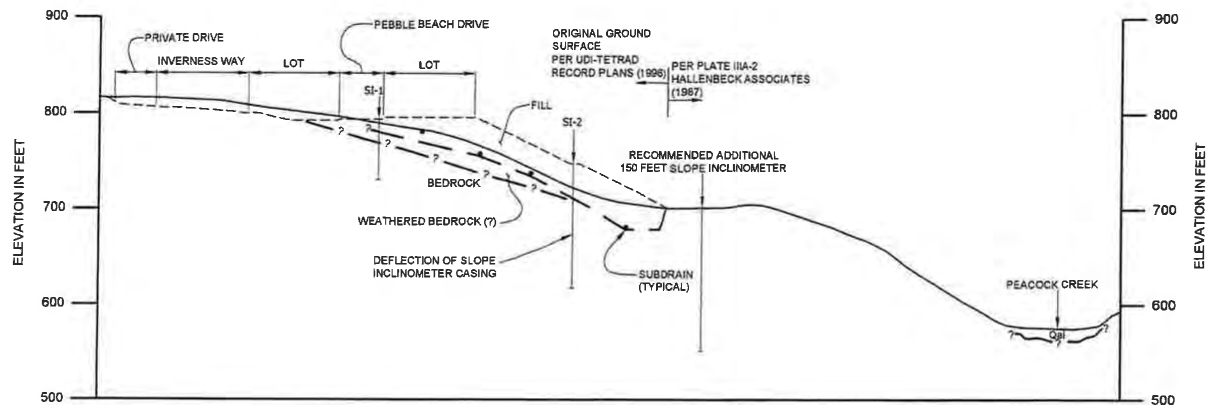 900
800
700
600
500
ELEVATION IN FEET
PRIVATE DRIVE
INVERNESS WAY
LOT
PEBBLE BEACH DRIVE
LOT
SI-1
ORIGINAL GROUND
SURFACE
PER UDI-TETRAD
RECORD PLANS (1996)
PER PLATE IIIA-2
HALLENBECK ASSOCIATES
(1987)
FILL
SI-2
RECOMMENDED ADDITIONAL
150 FEET SLOPE INCLINOMETER
? ? ? ? ? ?
? ?
BEDROCK
WEATHERED BEDROCK (?)
DEFLECTION OF SLOPE
INCLINOMETER CASING
SUBDRAIN
(TYPICAL)
PEACOCK CREEK
Qal
? ? ?
900
800
700
600
500
ELEVATION IN FEET